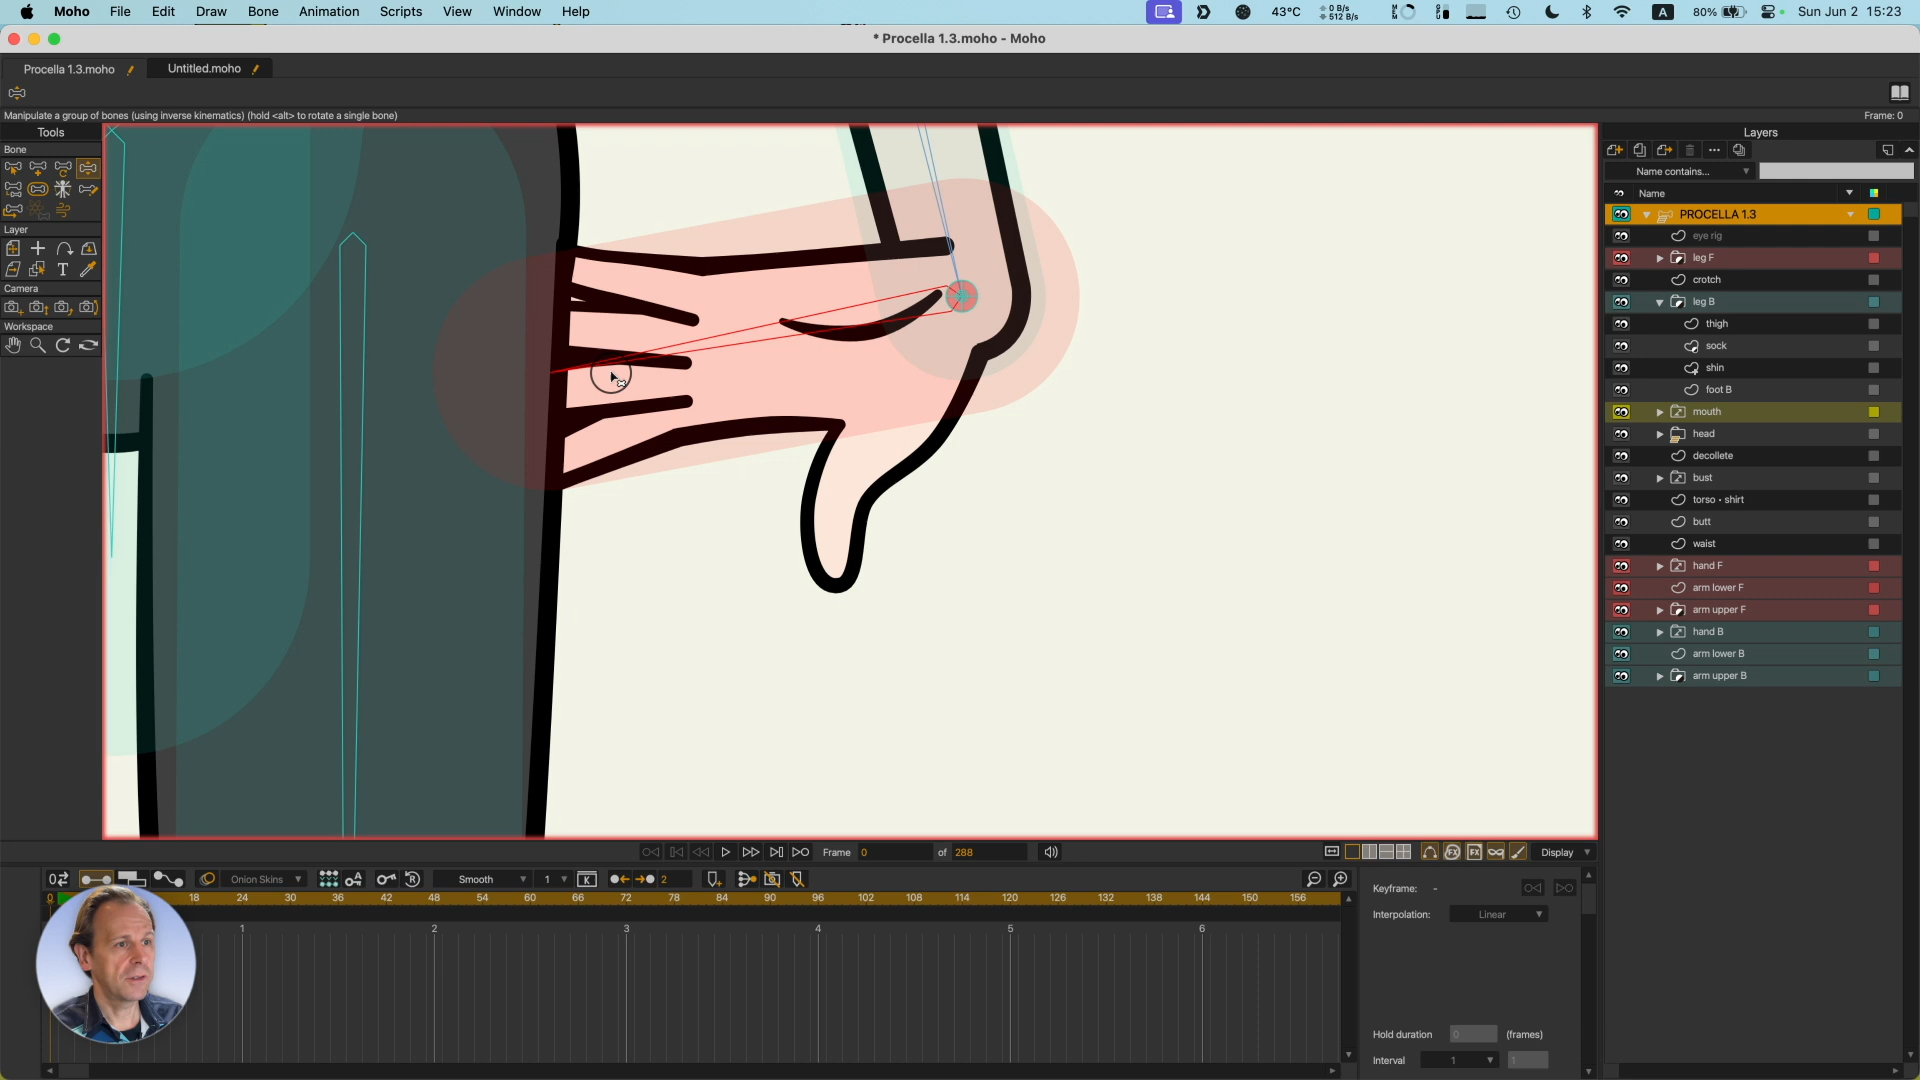 Moho File Edit Draw Bone Animation Scripts View Window Help
43°C 0 B/s 512 B/s A 80% Sun Jun 2 15:23
* Procella 1.3.moho - Moho
Procella 1.3.moho Untitled.moho
Manipulate a group of bones (using inverse kinematics) (hold <alt> to rotate a single bone) Frame: 0
Tools
Bone
Layer
Camera
Workspace
Layers
Name contains...
Name
PROCELLA 1.3
eye rig
leg F
crotch
leg B
thigh
sock
shin
foot B
mouth
head
decollete
bust
torso • shirt
butt
waist
hand F
arm lower F
arm upper F
hand B
arm lower B
arm upper B
Frame 0 of 288 Display
Onion Skins Smooth 1 2
0 18 24 30 36 42 48 54 60 66 72 78 84 90 96 102 108 114 120 126 132 138 144 150 156
1 2 3 4 5 6
Keyframe: -
Interpolation: Linear
Hold duration 0 (frames)
Interval 1 1